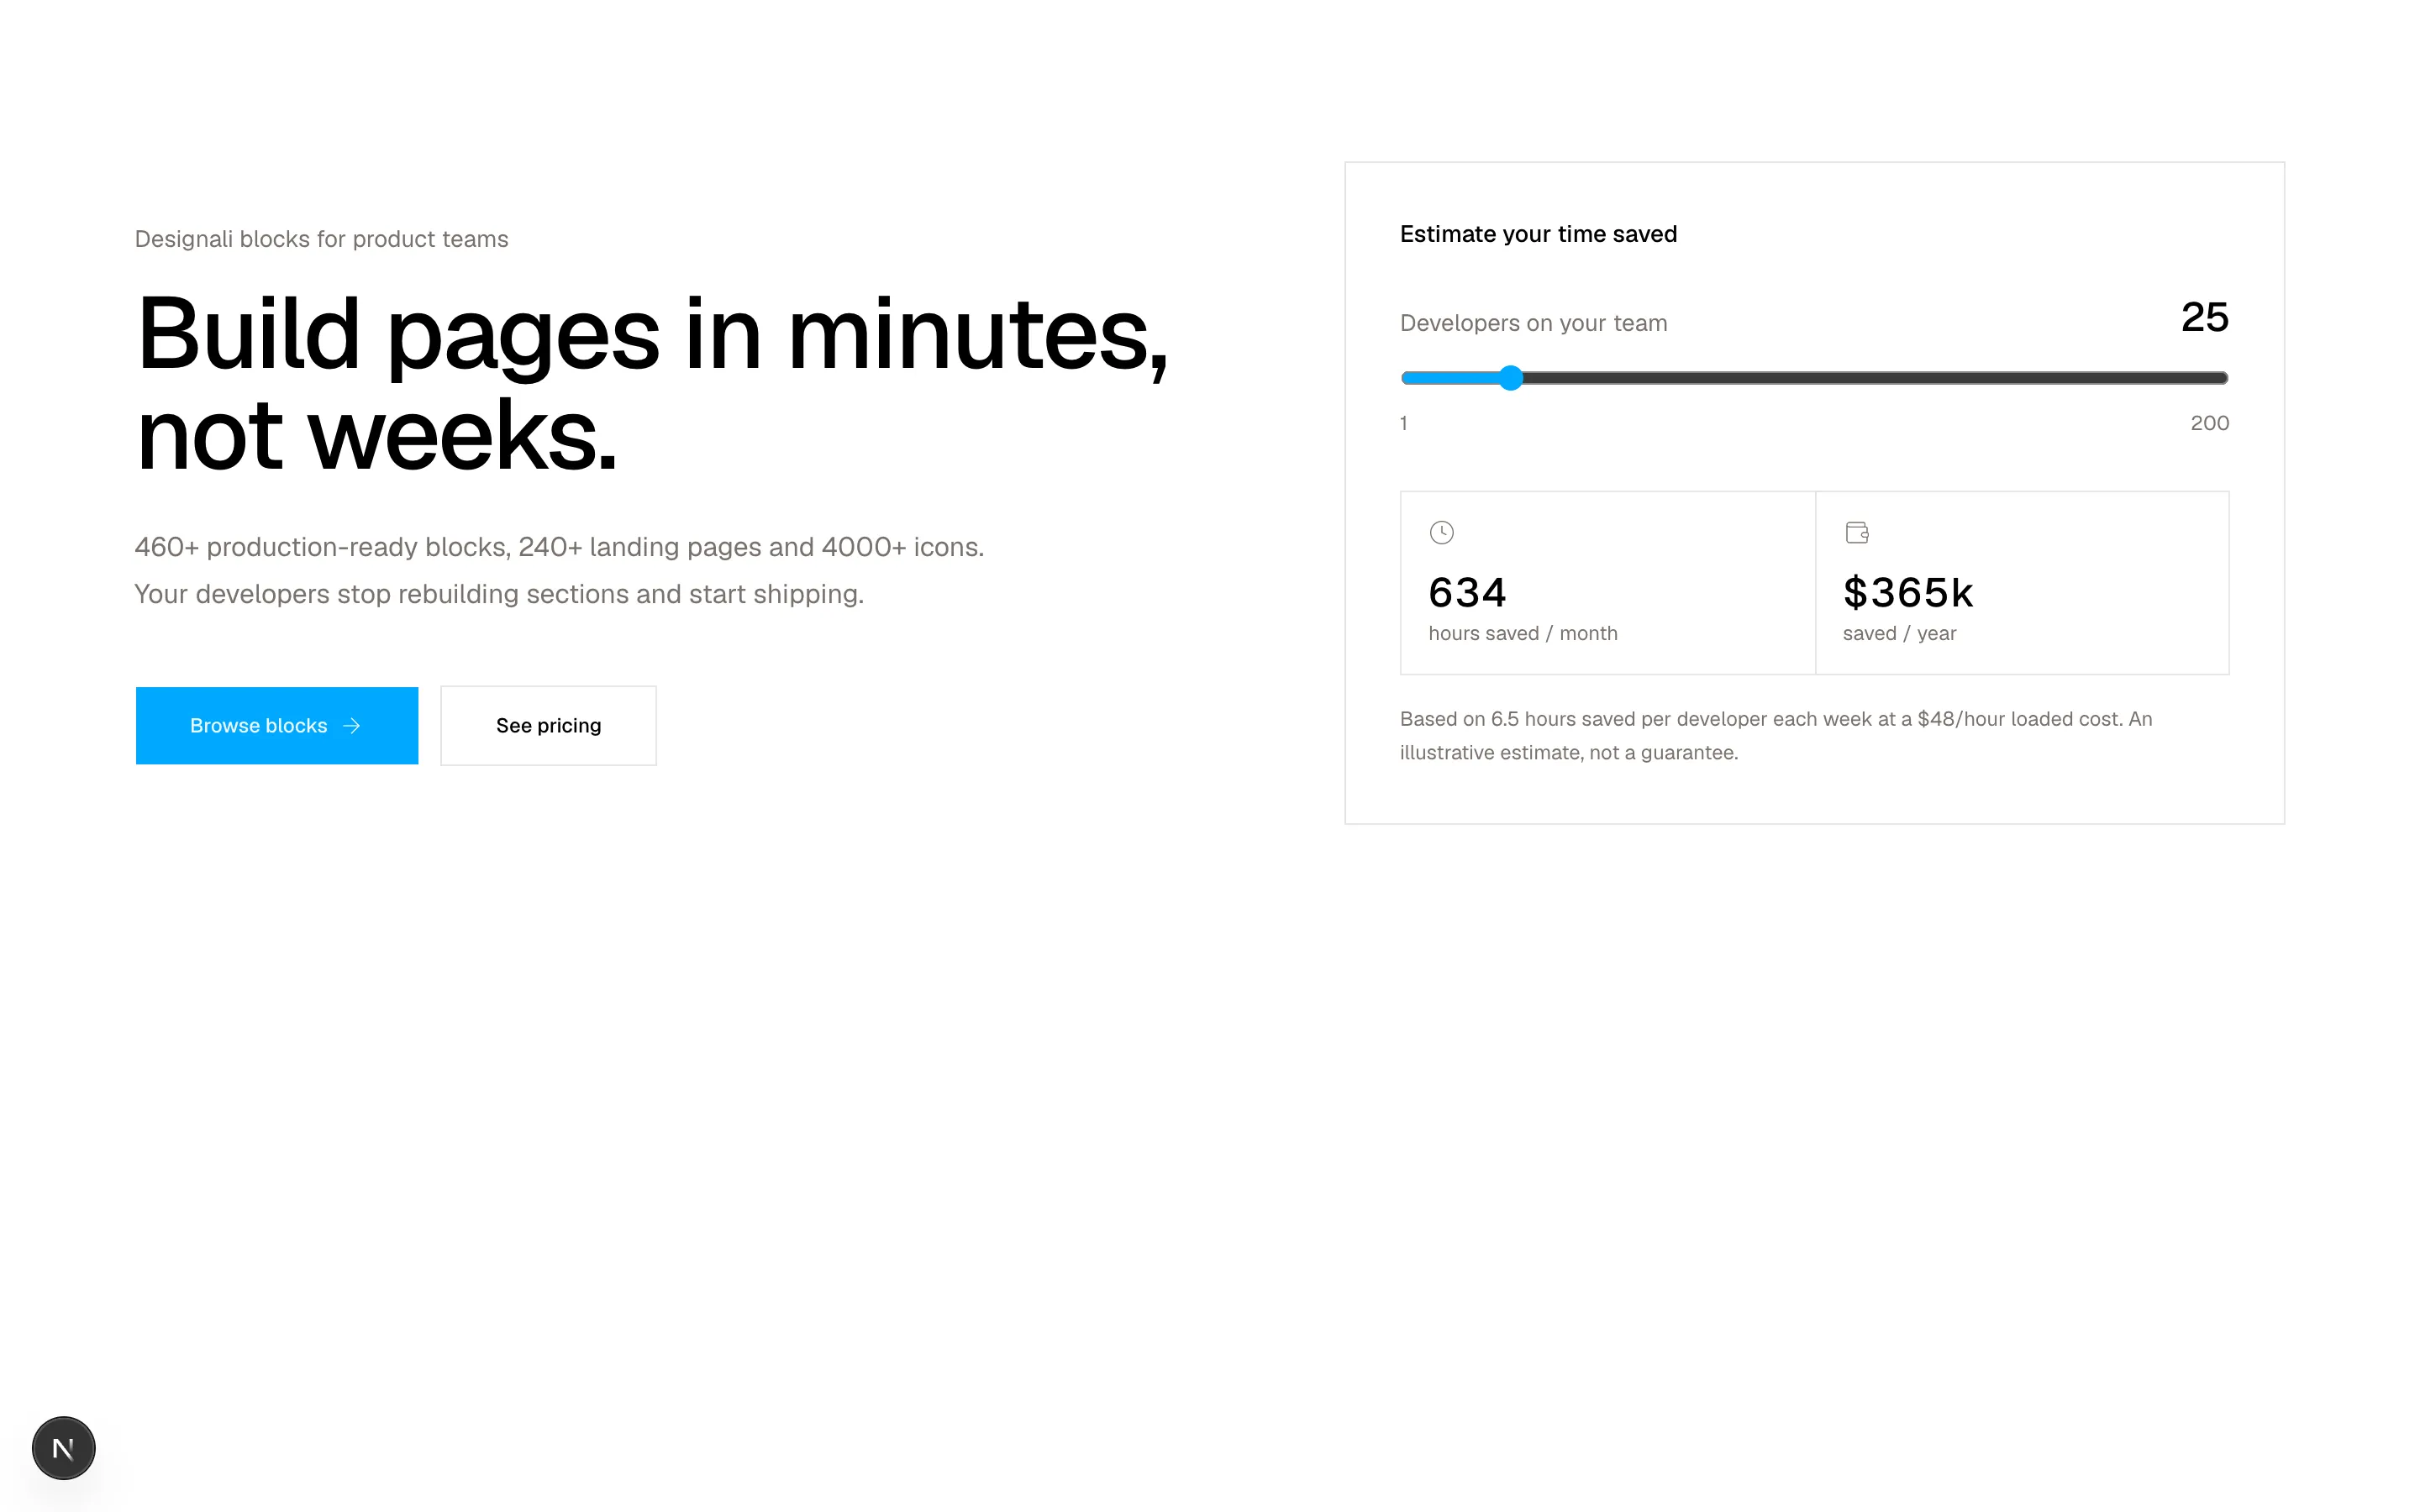 Designali blocks for product teams
Build pages in minutes,
not weeks.
460+ production-ready blocks, 240+ landing pages and 4000+ icons.
Your developers stop rebuilding sections and start shipping.
Browse blocks
See pricing
Estimate your time saved
Developers on your team
25
1
200
634
hours saved / month
$365k
saved / year
Based on 6.5 hours saved per developer each week at a $48/hour loaded cost. An
illustrative estimate, not a guarantee.
N